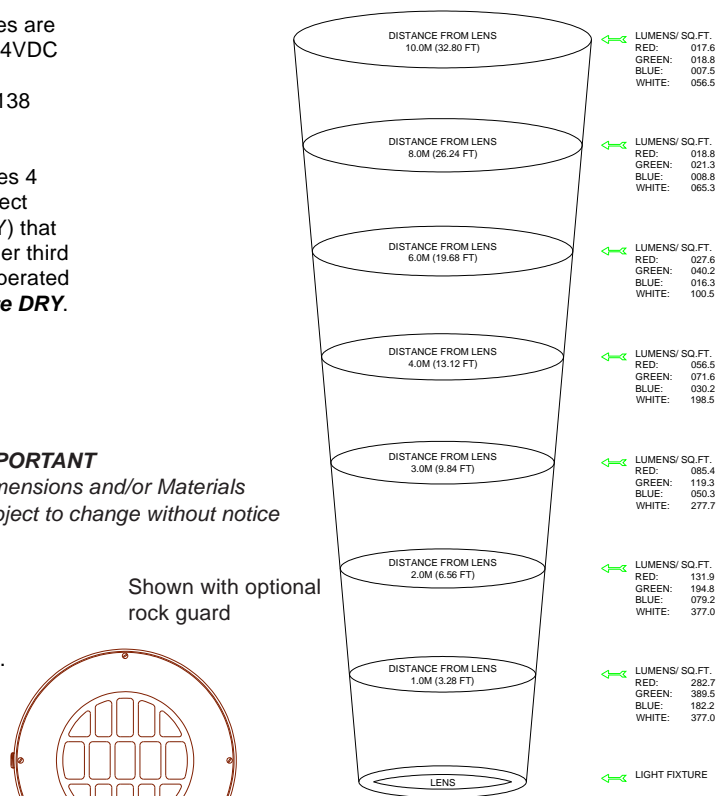 es are
4VDC
138
es 4
ect
Y) that
er third
perated
e DRY.
PORTANT
mensions and/or Materials
bject to change without notice
Shown with optional
rock guard
.
DISTANCE FROM LENS
10.0M (32.80 FT)
LUMENS/ SQ.FT.
RED: 017.6
GREEN: 018.8
BLUE: 007.5
WHITE: 056.5
DISTANCE FROM LENS
8.0M (26.24 FT)
LUMENS/ SQ.FT.
RED: 018.8
GREEN: 021.3
BLUE: 008.8
WHITE: 065.3
DISTANCE FROM LENS
6.0M (19.68 FT)
LUMENS/ SQ.FT.
RED: 027.6
GREEN: 040.2
BLUE: 016.3
WHITE: 100.5
DISTANCE FROM LENS
4.0M (13.12 FT)
LUMENS/ SQ.FT.
RED: 056.5
GREEN: 071.6
BLUE: 030.2
WHITE: 198.5
DISTANCE FROM LENS
3.0M (9.84 FT)
LUMENS/ SQ.FT.
RED: 085.4
GREEN: 119.3
BLUE: 050.3
WHITE: 277.7
DISTANCE FROM LENS
2.0M (6.56 FT)
LUMENS/ SQ.FT.
RED: 131.9
GREEN: 194.8
BLUE: 079.2
WHITE: 377.0
DISTANCE FROM LENS
1.0M (3.28 FT)
LUMENS/ SQ.FT.
RED: 282.7
GREEN: 389.5
BLUE: 182.2
WHITE: 377.0
LENS
LIGHT FIXTURE